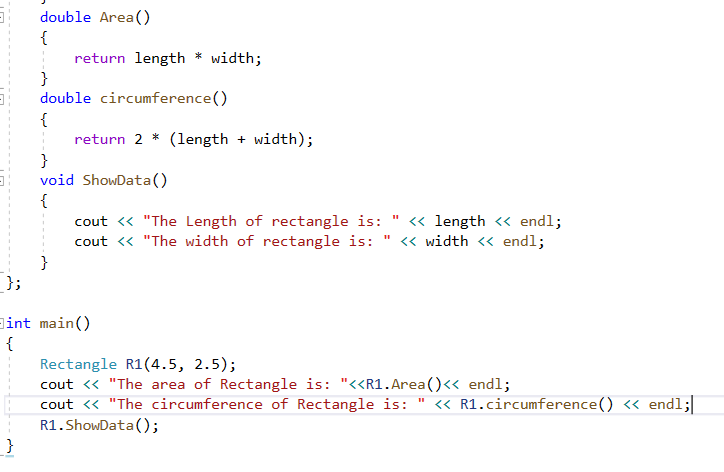 }
    double Area()
    {
        return length * width;
    }
    double circumference()
    {
        return 2 * (length + width);
    }
    void ShowData()
    {
        cout << "The Length of rectangle is: " << length << endl;
        cout << "The width of rectangle is: " << width << endl;
    }
};
int main()
{
    Rectangle R1(4.5, 2.5);
    cout << "The area of Rectangle is: "<<R1.Area()<< endl;
    cout << "The circumference of Rectangle is: " << R1.circumference() << endl;
    R1.ShowData();
}